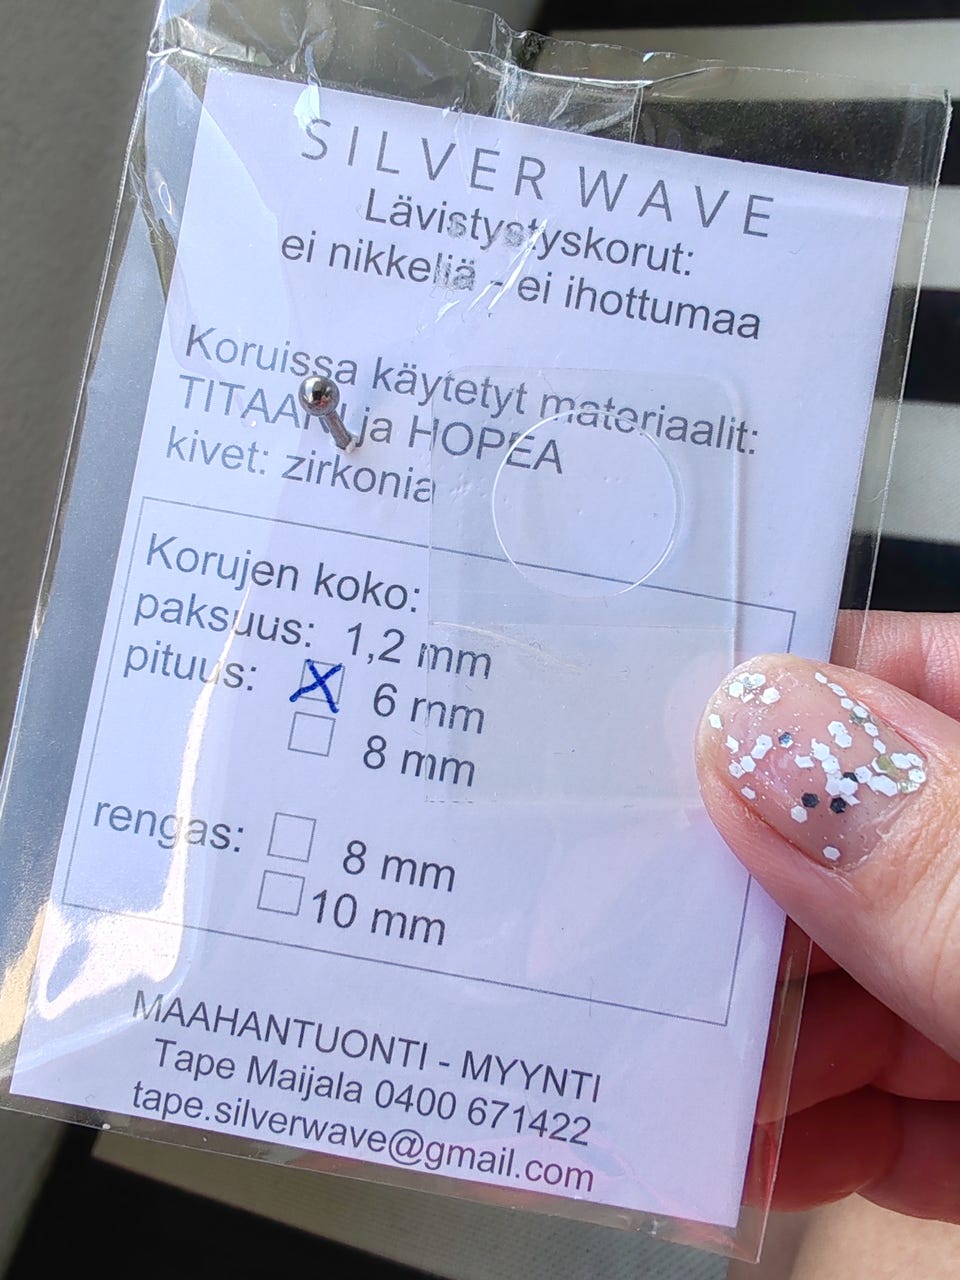 SILVER WAVE
Lävistystyskorut:
ei nikkeliä - ei ihottumaa
Koruissa käytetyt materiaalit:
TITAANI ja HOPEA
kivet: zirkonia
Korujen koko:
paksuus: 1,2 mm
pituus: X 6 mm
8 mm
rengas: 8 mm
10 mm
MAAHANTUONTI - MYYNTI
Tape Maijala 0400 671422
tape.silverwave@gmail.com